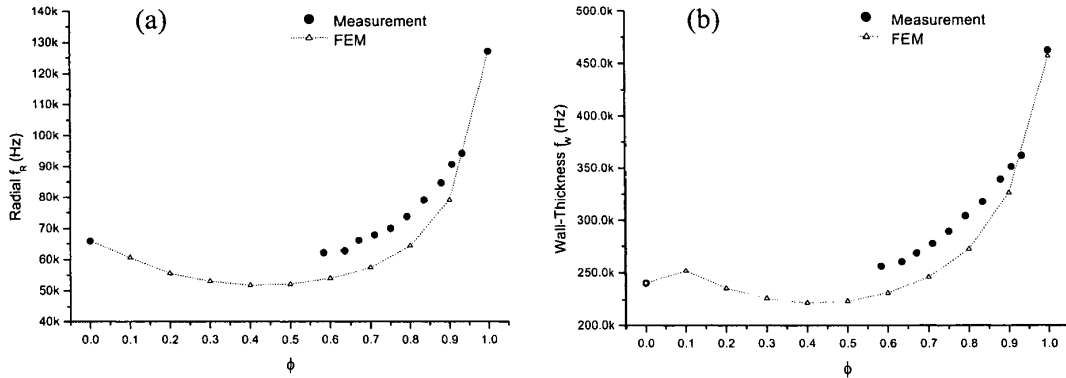 (a)
Measurement
FEM
140k
130k
120k
110k
100k
90k
80k
70k
60k
50k
40k
Radial f_R (Hz)
0.0 0.1 0.2 0.3 0.4 0.5 0.6 0.7 0.8 0.9 1.0
ϕ
(b)
Measurement
FEM
500.0k
450.0k
400.0k
350.0k
300.0k
250.0k
200.0k
Wall-Thickness f_w (Hz)
0.0 0.1 0.2 0.3 0.4 0.5 0.6 0.7 0.8 0.9 1.0
ϕ